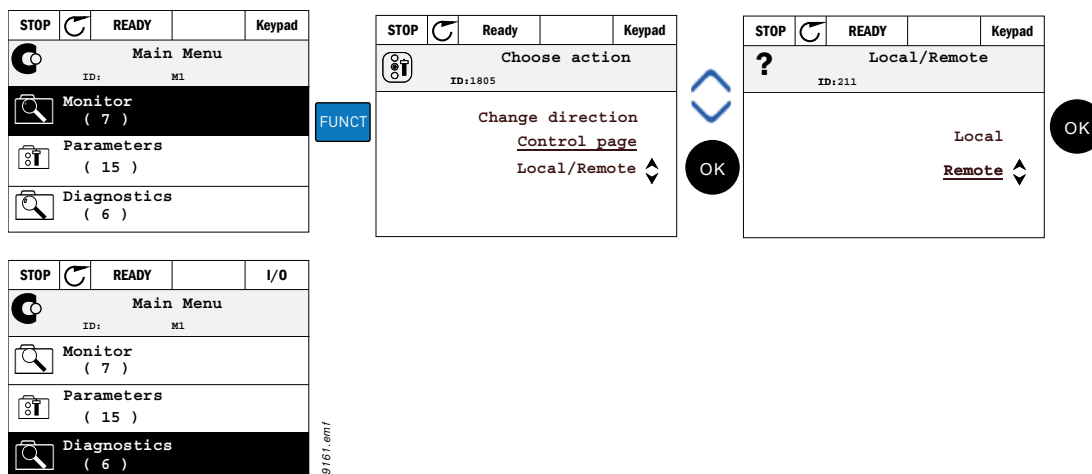 STOP READY Keypad
Main Menu
ID: M1
Monitor
( 7 )
Parameters
( 15 )
Diagnostics
( 6 )
FUNCT
STOP Ready Keypad
Choose action
ID:1805
Change direction
Control page
Local/Remote
OK
STOP READY Keypad
?
Local/Remote
ID:211
Local
Remote
OK
STOP READY I/O
Main Menu
ID: M1
Monitor
( 7 )
Parameters
( 15 )
Diagnostics
( 6 )
9161.emf